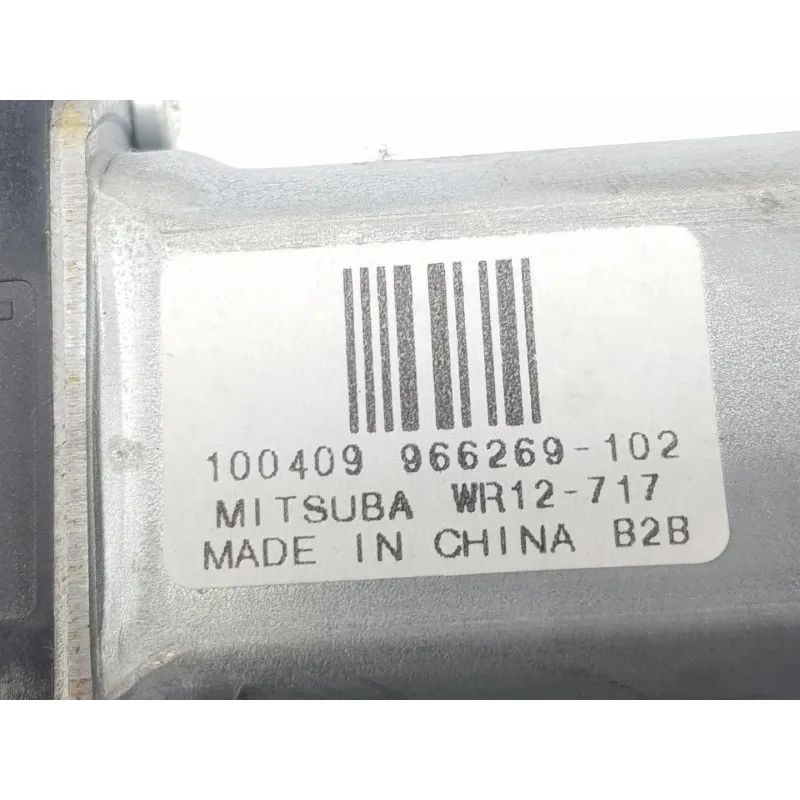 100409 966269-102
MITSUBA WR12-717
MADE IN CHINA B2B